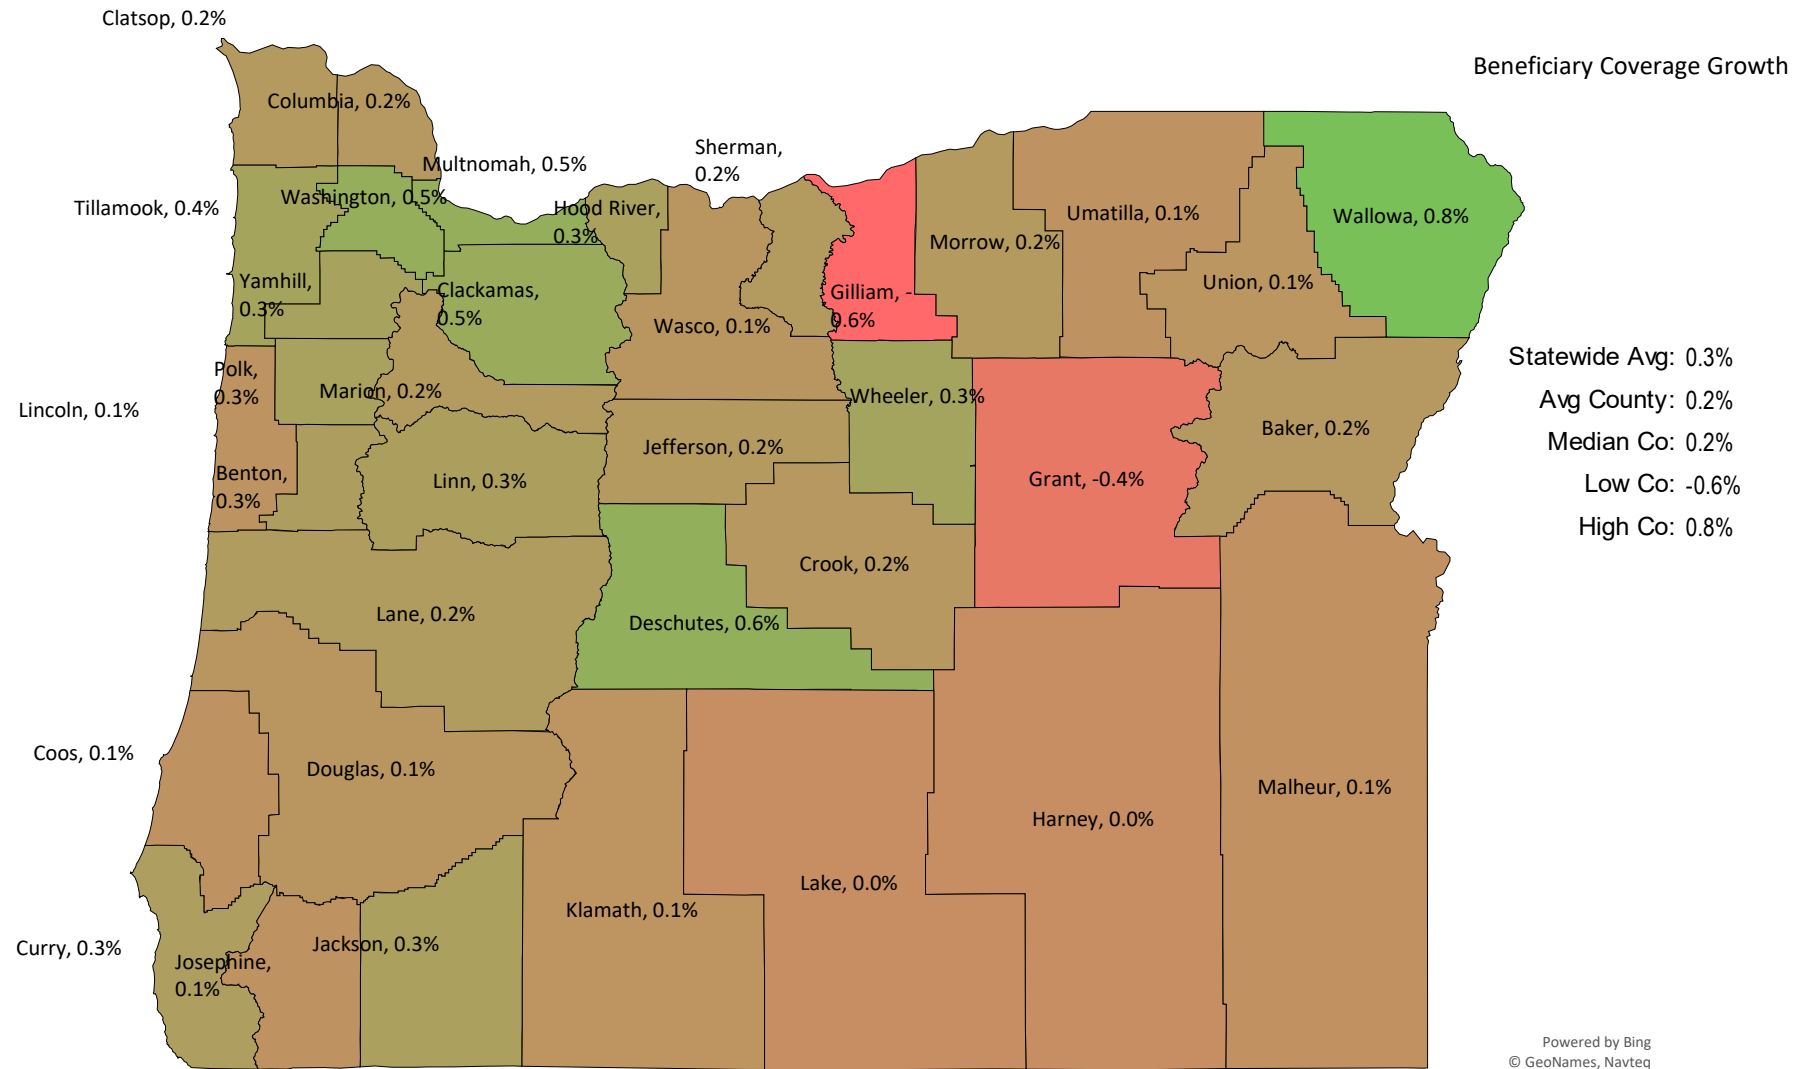 Clatsop, 0.2%
Beneficiary Coverage Growth
Columbia, 0.2%
Sherman,
0.2%
Multnomah, 0.5%
Washington, 0.5%
Tillamook, 0.4%
Hood River,
0.3%
Umatilla, 0.1%
Wallowa, 0.8%
Morrow, 0.2%
Yamhill,
0.3%
Clackamas,
0.5%
Gilliam, -
0.6%
Union, 0.1%
Wasco, 0.1%
Statewide Avg: 0.3%
Avg County: 0.2%
Median Co: 0.2%
Low Co: -0.6%
High Co: 0.8%
Polk,
0.3%
Marion, 0.2%
Wheeler, 0.3%
Lincoln, 0.1%
Baker, 0.2%
Jefferson, 0.2%
Benton,
0.3%
Linn, 0.3%
Grant, -0.4%
Crook, 0.2%
Lane, 0.2%
Deschutes, 0.6%
Coos, 0.1%
Douglas, 0.1%
Malheur, 0.1%
Harney, 0.0%
Lake, 0.0%
Klamath, 0.1%
Curry, 0.3%
Jackson, 0.3%
Josephine,
0.1%
Powered by Bing
© GeoNames, Navteq